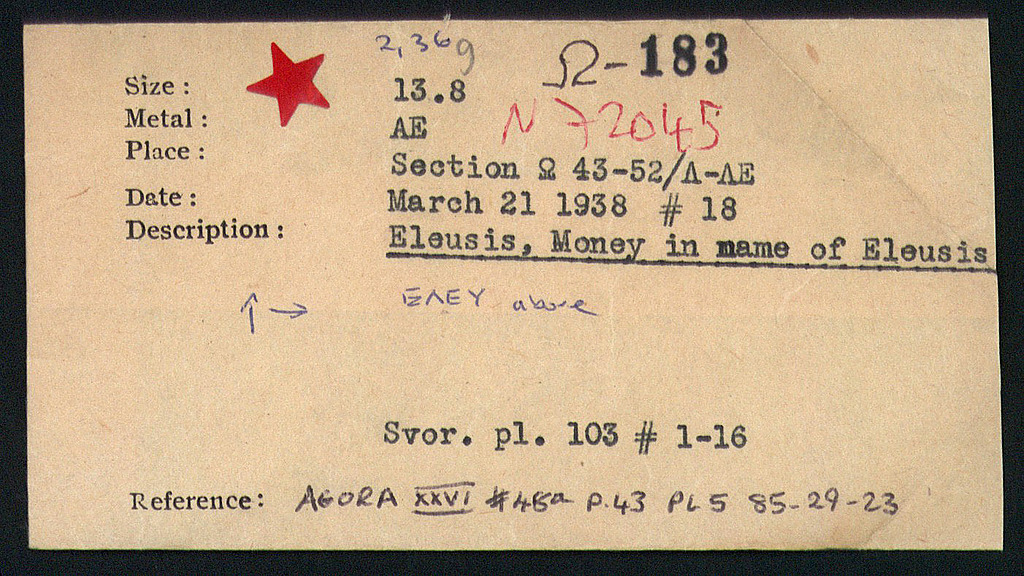 2,36g Ω-183
Size: 13.8
Metal: AE N 72045
Place: Section Ω 43-52/Λ-ΛE
Date: March 21 1938 # 18
Description: Eleusis, Money in name of Eleusis
↑→ ΕΛΕΥ above
Svor. pl. 103 # 1-16
Reference: AGORA XXVI #48a P.43 PL 5 85-29-23